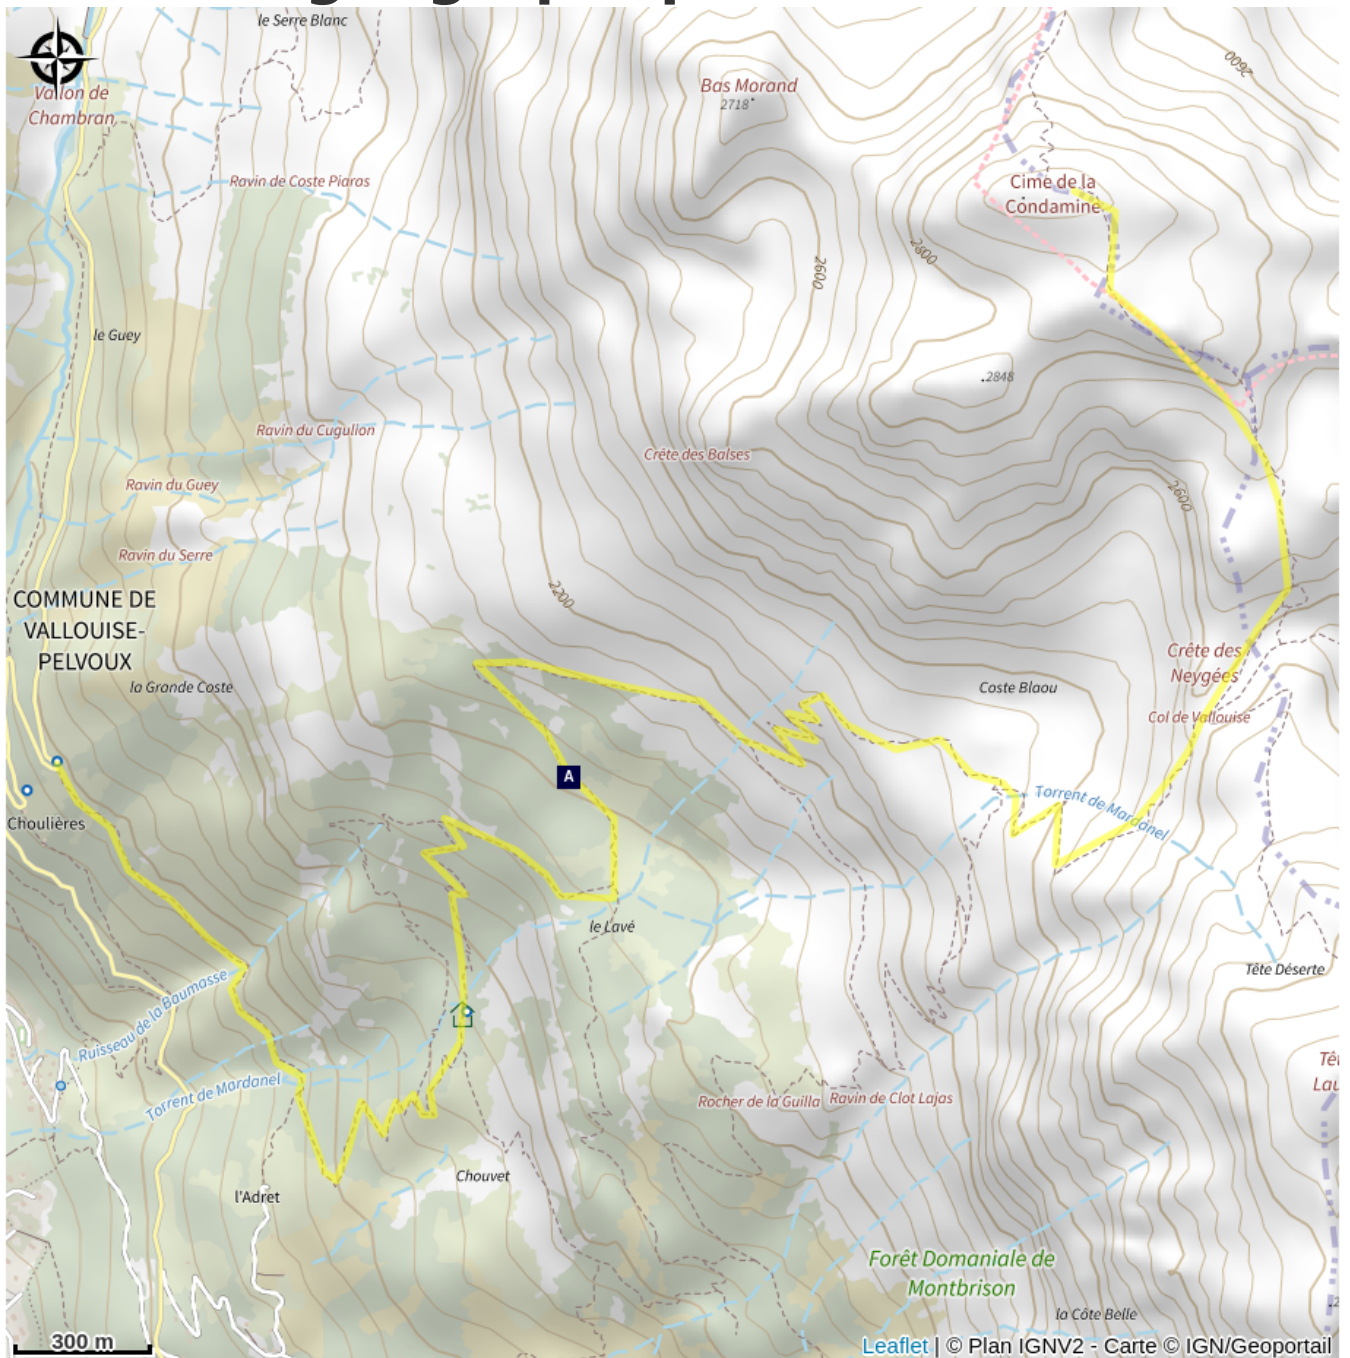 le Serre Blanc
Vallon de
Chambran
Bas Morand
2718
2600
Ravin de Coste Piaras
Cime de la
Condamine
2800
2600
le Guey
2848
Ravin du Cugulion
Crête des Balses
Ravin du Guey
2600
Ravin du Serre
2200
COMMUNE DE
VALLOUISE-
PELVOUX
la Grande Coste
Crête des
Neygées
Coste Blaou
Col de Vallouise
A
Torrent de Mardanel
Choulières
le Lavé
Tête Déserte
Ruisseau de la Baumasse
Torrent de Mardanel
Rocher de la Guilla
Ravin de Clot Lajas
Chouvet
l'Adret
Forêt Domaniale de
Montbrison
la Côte Belle
300 m
Leaflet | © Plan IGNV2 - Carte © IGN/Geoportail